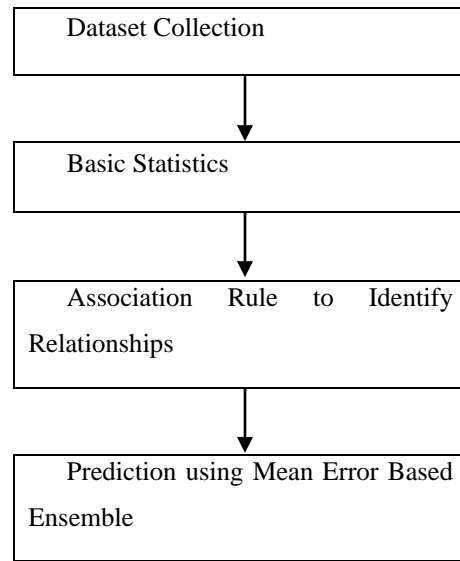 Dataset Collection
Basic Statistics
Association Rule to Identify
Relationships
Prediction using Mean Error Based
Ensemble